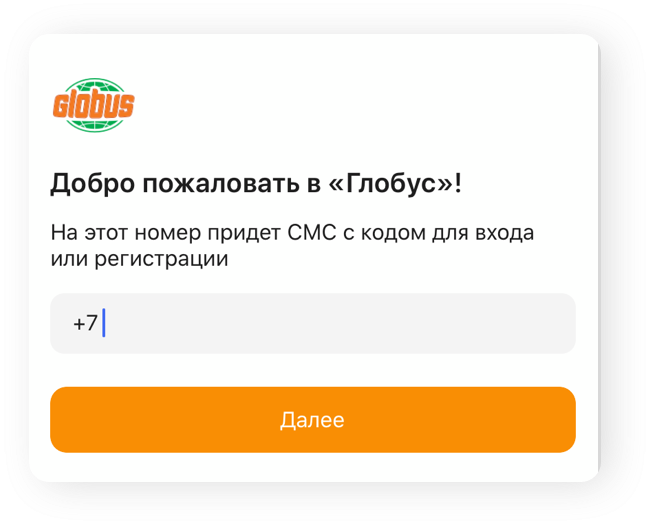 Globus
Добро пожаловать в «Глобус»!
На этот номер придет СМС с кодом для входа
или регистрации
+7
Далее